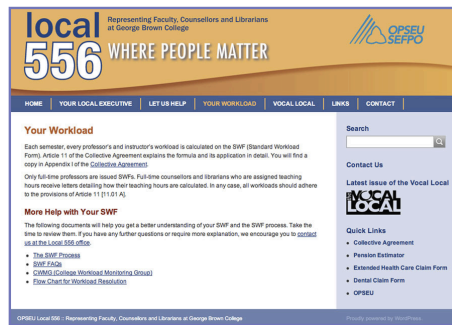 local 556
Representing Faculty, Counsellors and Librarians
at George Brown College
WHERE PEOPLE MATTER
OPSEU
SEFPO
HOME YOUR LOCAL EXECUTIVE LET US HELP YOUR WORKLOAD VOCAL LOCAL LINKS CONTACT
Your Workload
Each semester, every professor's and instructor's workload is calculated on the SWF (Standard Workload
Form). Article 11 of the Collective Agreement explains the formula and its application in detail. You will find a
copy in Appendix I of the Collective Agreement.
Only full-time professors are issued SWFs. Full-time counsellors and librarians who are assigned teaching
hours receive letters detailing how their teaching hours are calculated. In any case, all workloads should adhere
to the provisions of Article 11 [11.01 A].
More Help with Your SWF
The following documents will help you get a better understanding of your SWF and the SWF process. Take the
time to review them. If you have any further questions or require more explanation, we encourage you to contact
us at the Local 556 office.
The SWF Process
SWF FAQs
CWMG (College Workload Monitoring Group)
Flow Chart for Workload Resolution
Search
Contact Us
Latest issue of the Vocal Local
VOCAL
LOCAL
Quick Links
Collective Agreement
Pension Estimator
Extended Health Care Claim Form
Dental Claim Form
OPSEU
OPSEU Local 556 :: Representing Faculty, Counsellors and Librarians at George Brown College
Proudly powered by WordPress.